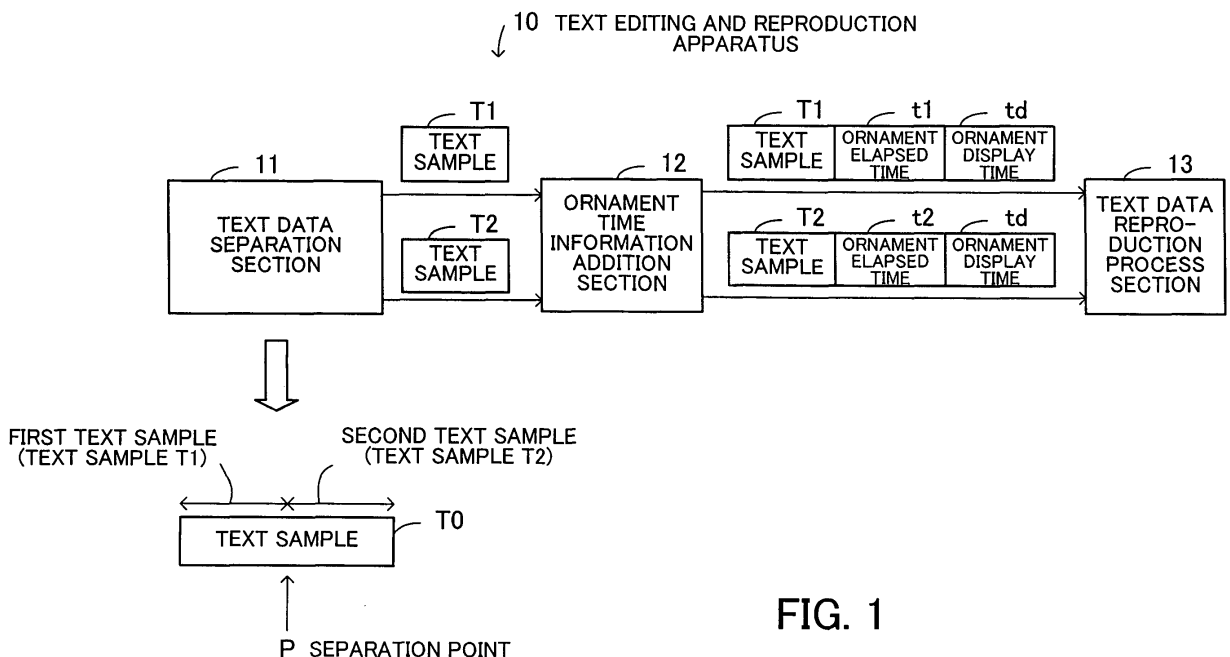 10 TEXT EDITING AND REPRODUCTION
APPARATUS
T1
TEXT
SAMPLE
T1
TEXT
SAMPLE
t1
ORNAMENT
ELAPSED
TIME
td
ORNAMENT
DISPLAY
TIME
11
TEXT DATA
SEPARATION
SECTION
T2
TEXT
SAMPLE
12
ORNAMENT
TIME
INFORMATION
ADDITION
SECTION
T2
TEXT
SAMPLE
t2
ORNAMENT
ELAPSED
TIME
td
ORNAMENT
DISPLAY
TIME
13
TEXT DATA
REPRO-
DUCTION
PROCESS
SECTION
FIRST TEXT SAMPLE
(TEXT SAMPLE T1)
SECOND TEXT SAMPLE
(TEXT SAMPLE T2)
TEXT SAMPLE
T0
P SEPARATION POINT
FIG. 1